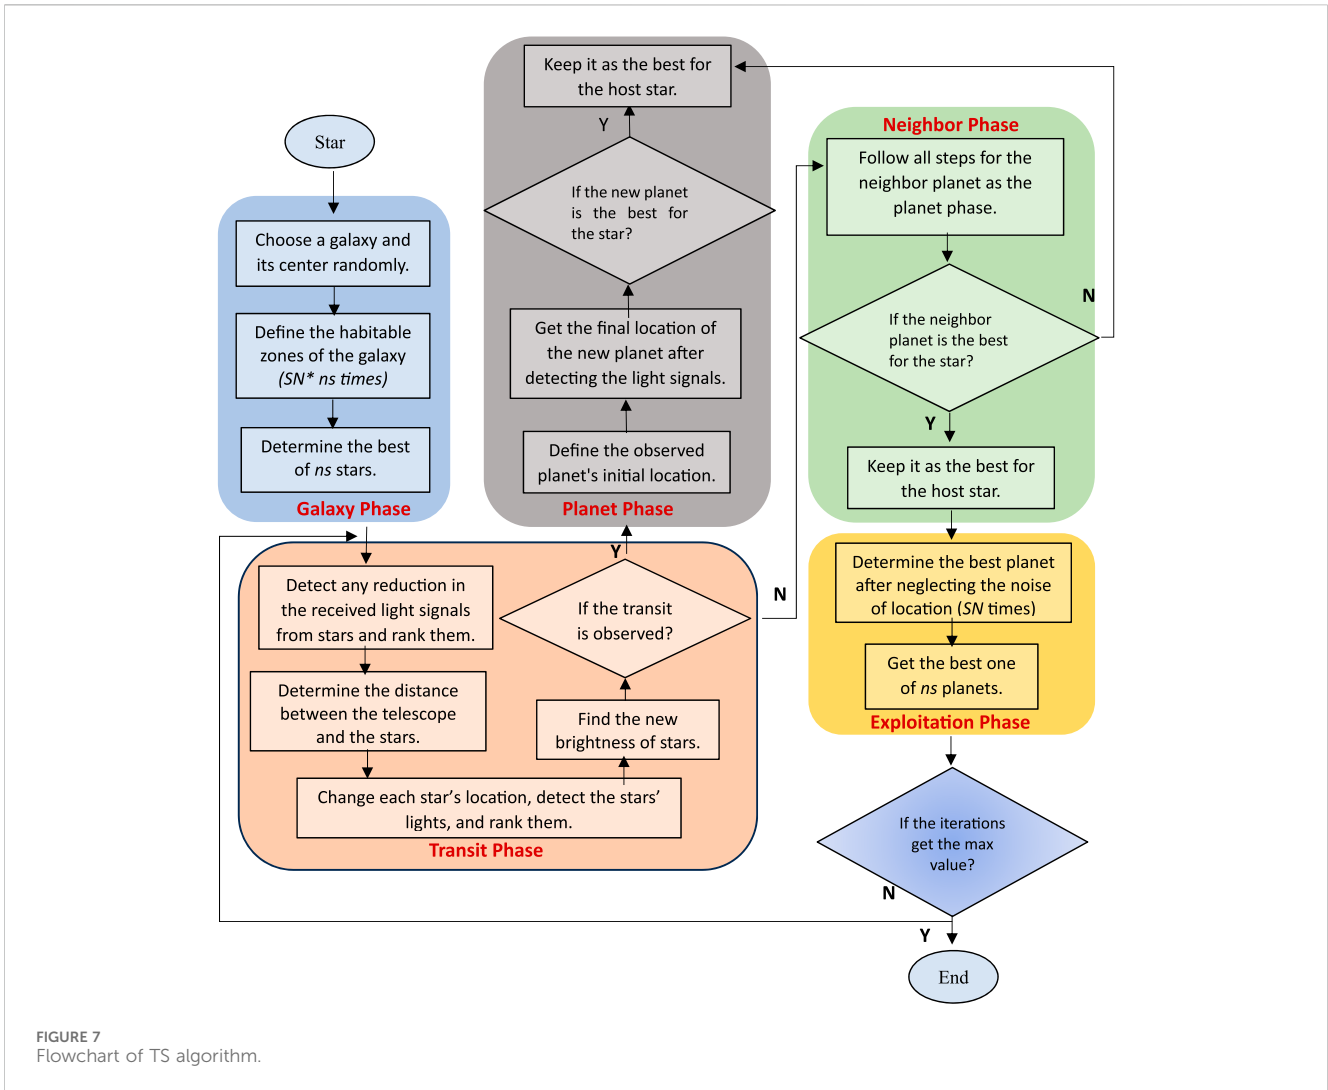 Star
Choose a galaxy and
its center randomly.
Define the habitable
zones of the galaxy
(SN* ns times)
Determine the best
of ns stars.
Galaxy Phase
Detect any reduction in
the received light signals
from stars and rank them.
Determine the distance
between the telescope
and the stars.
Change each star’s location, detect the stars’
lights, and rank them.
Transit Phase
Find the new
brightness of stars.
If the transit
is observed?
Y
N
Planet Phase
Define the observed
planet's initial location.
Get the final location of
the new planet after
detecting the light signals.
If the new planet
is the best for
the star?
Y
Keep it as the best for
the host star.
Neighbor Phase
Follow all steps for the
neighbor planet as the
planet phase.
If the neighbor
planet is the best
for the star?
N
Y
Keep it as the best for
the host star.
Determine the best planet
after neglecting the noise
of location (SN times)
Get the best one
of ns planets.
Exploitation Phase
If the iterations
get the max
value?
N
Y
End
FIGURE 7
Flowchart of TS algorithm.